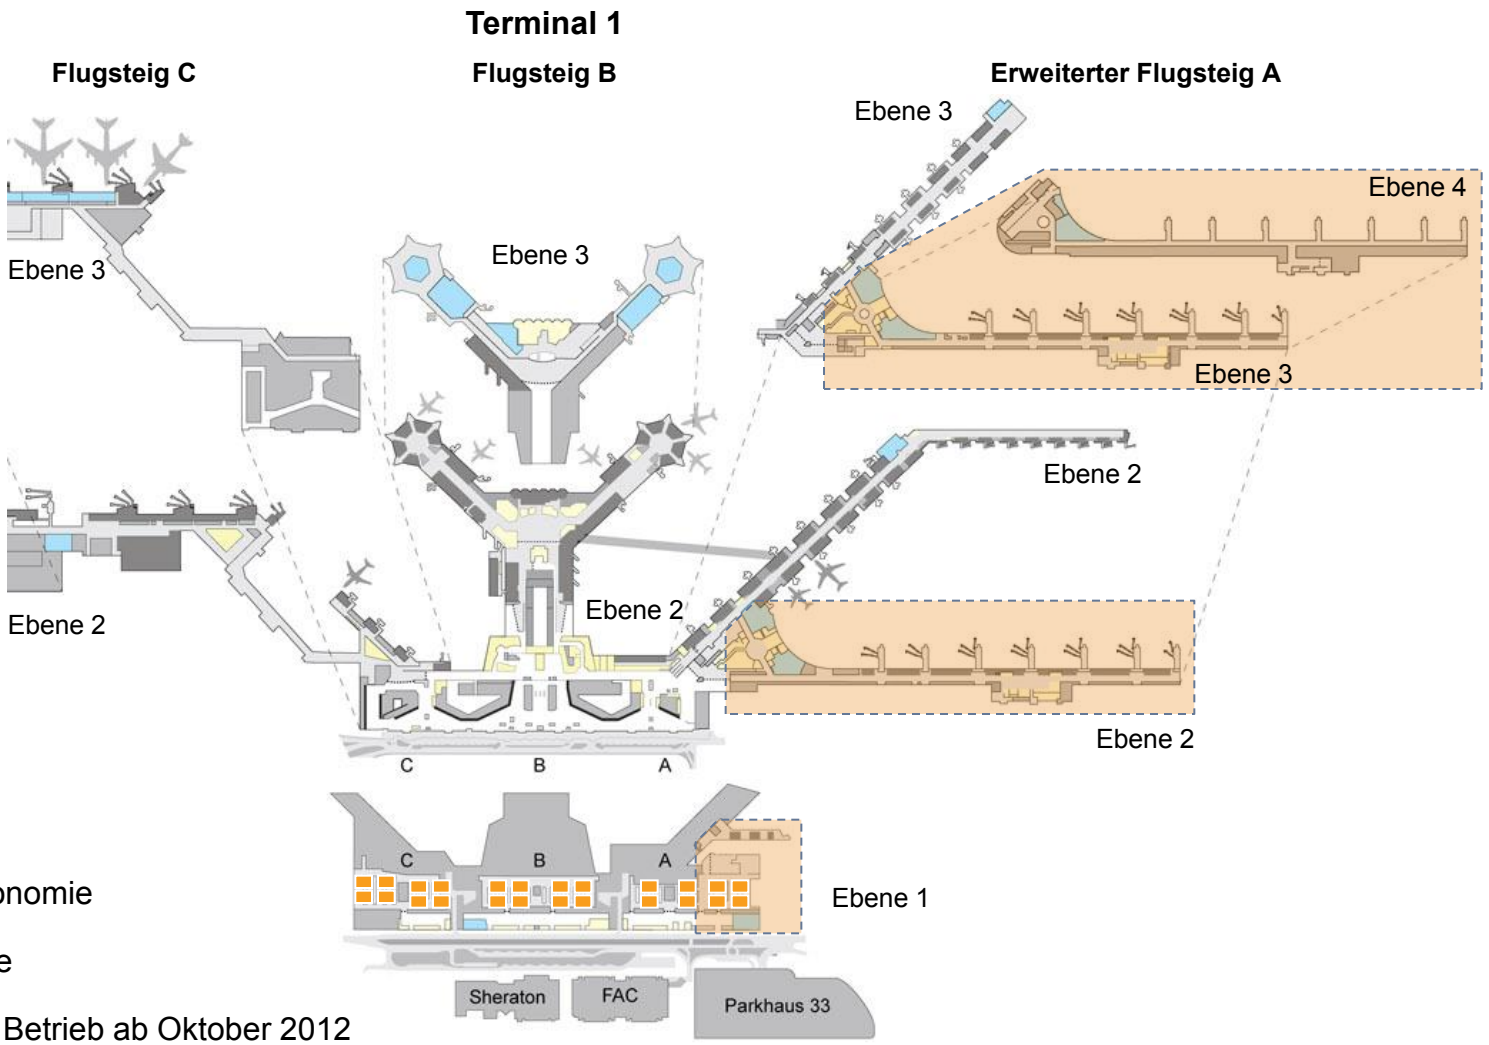 Terminal 1
Flugsteig C
Flugsteig B
Erweiterter Flugsteig A
Ebene 3
Ebene 4
Ebene 3
Ebene 3
Ebene 3
Ebene 2
Ebene 2
Ebene 2
Ebene 2
C B A
C B A
onomie
Ebene 1
e
Sheraton
FAC
Parkhaus 33
Betrieb ab Oktober 2012